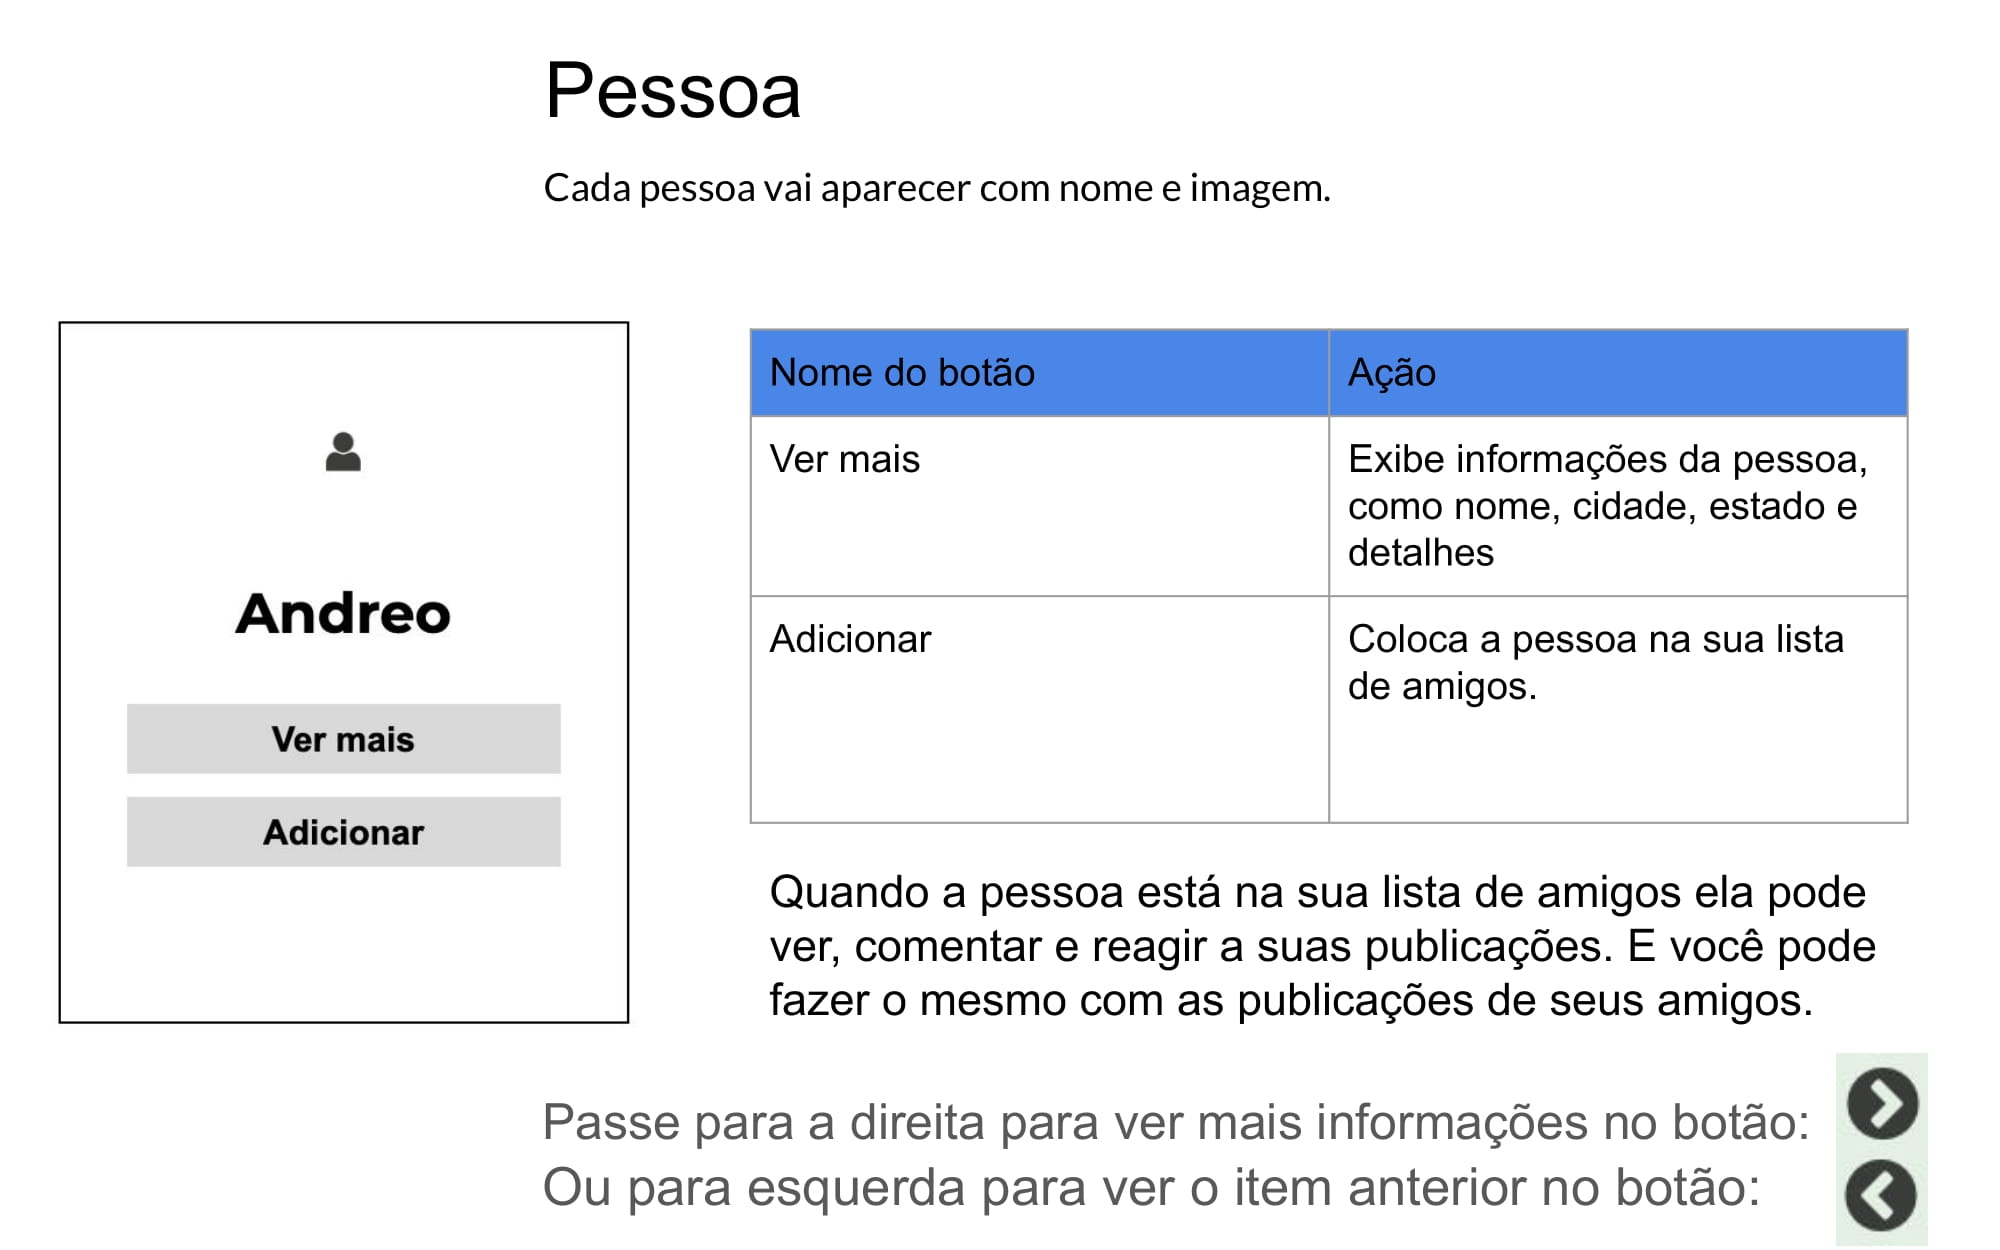 Pessoa
Cada pessoa vai aparecer com nome e imagem.
Andreo
Ver mais
Adicionar
Nome do botão
Ação
Ver mais
Exibe informações da pessoa,
como nome, cidade, estado e
detalhes
Adicionar
Coloca a pessoa na sua lista
de amigos.
Quando a pessoa está na sua lista de amigos ela pode
ver, comentar e reagir a suas publicações. E você pode
fazer o mesmo com as publicações de seus amigos.
Passe para a direita para ver mais informações no botão:
Ou para esquerda para ver o item anterior no botão: